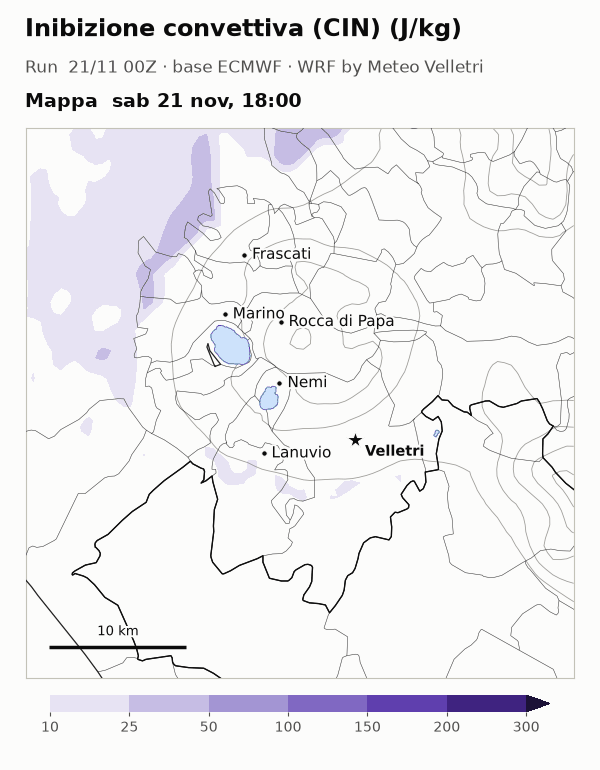 Inibizione convettiva (CIN) (J/kg)
Run  21/11 00Z · base ECMWF · WRF by Meteo Velletri
Mappa  sab 21 nov, 18:00
Frascati
Marino
Rocca di Papa
Nemi
Velletri
Lanuvio
10 km
10 25 50 100 150 200 300